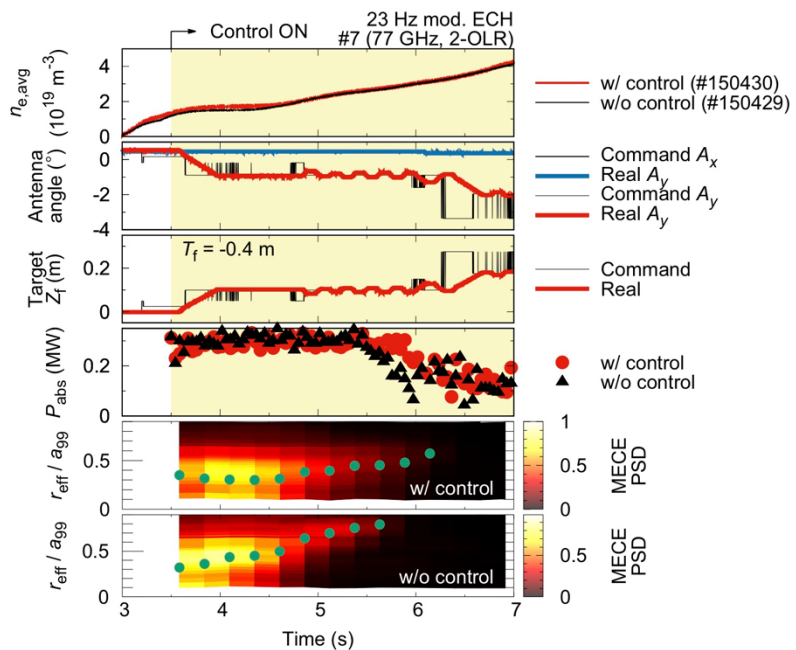 Control ON
23 Hz mod. ECH
#7 (77 GHz, 2-OLR)
n_e,avg
(10^19 m^-3)
4
2
0
w/ control (#150430)
w/o control (#150429)
Antenna
angle (°)
0
-2
-4
Command A_x
Real A_y
Command A_y
Real A_y
Target
Z_f (m)
0.2
0
T_f = -0.4 m
Command
Real
P_abs (MW)
0.2
0
w/ control
w/o control
r_eff / a_99
0.5
0
w/ control
1
0.5
0
MECE
PSD
r_eff / a_99
0.5
0
w/o control
0.5
0
MECE
PSD
3
4
5
6
7
Time (s)